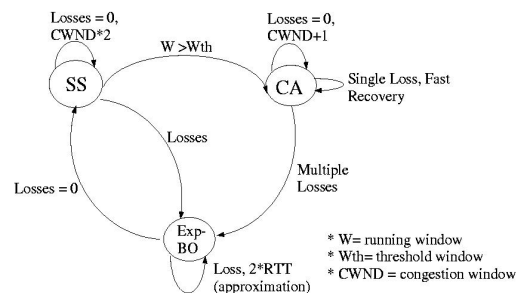 Losses = 0,
CWND*2
Losses = 0,
CWND+1
W >Wth
SS
CA
Single Loss, Fast
Recovery
Losses
Multiple
Losses
Losses = 0
Exp-
BO
Loss, 2*RTT
(approximation)
* W= running window
* Wth= threshold window
* CWND = congestion window